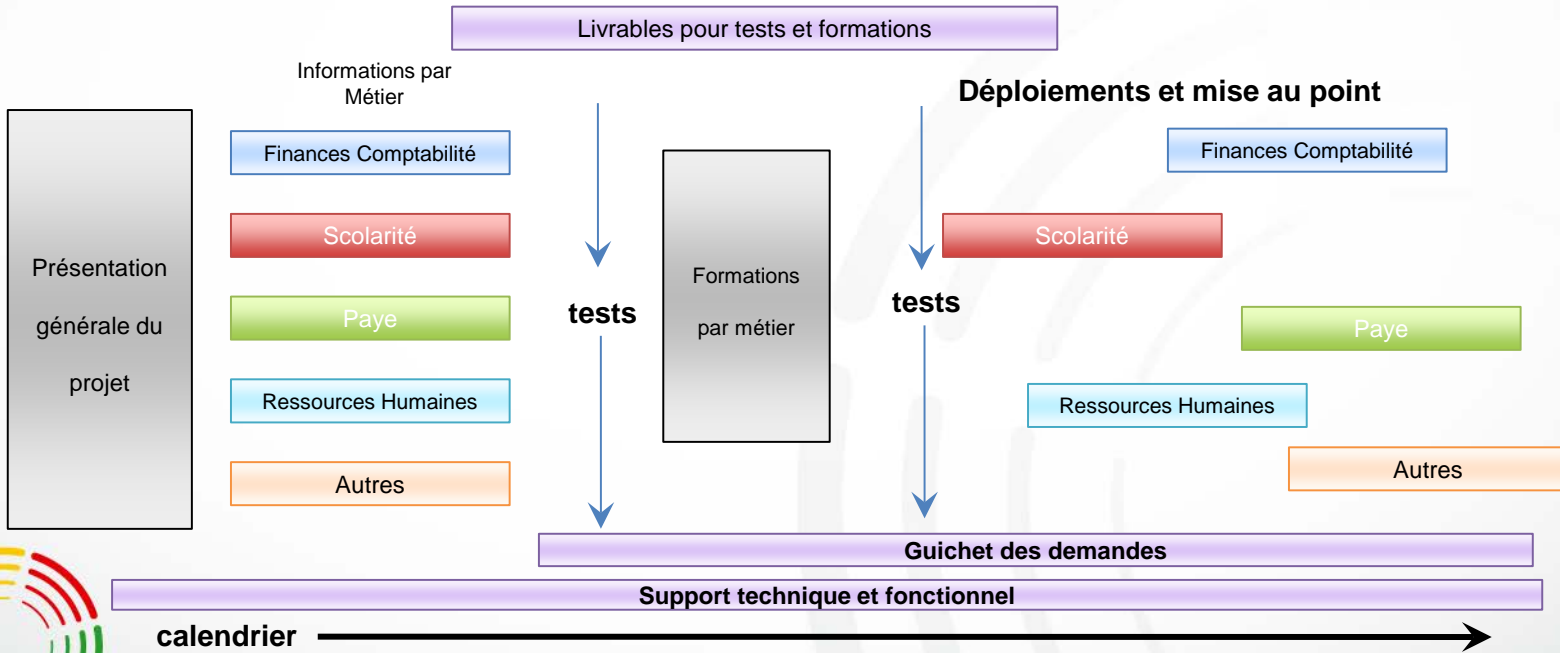 Livrables pour tests et formations
Informations par
Métier
Déploiements et mise au point
Présentation
générale du
projet
Finances Comptabilité
Scolarité
Paye
Ressources Humaines
Autres
tests
Formations
par métier
tests
Finances Comptabilité
Scolarité
Paye
Ressources Humaines
Autres
Guichet des demandes
Support technique et fonctionnel
calendrier